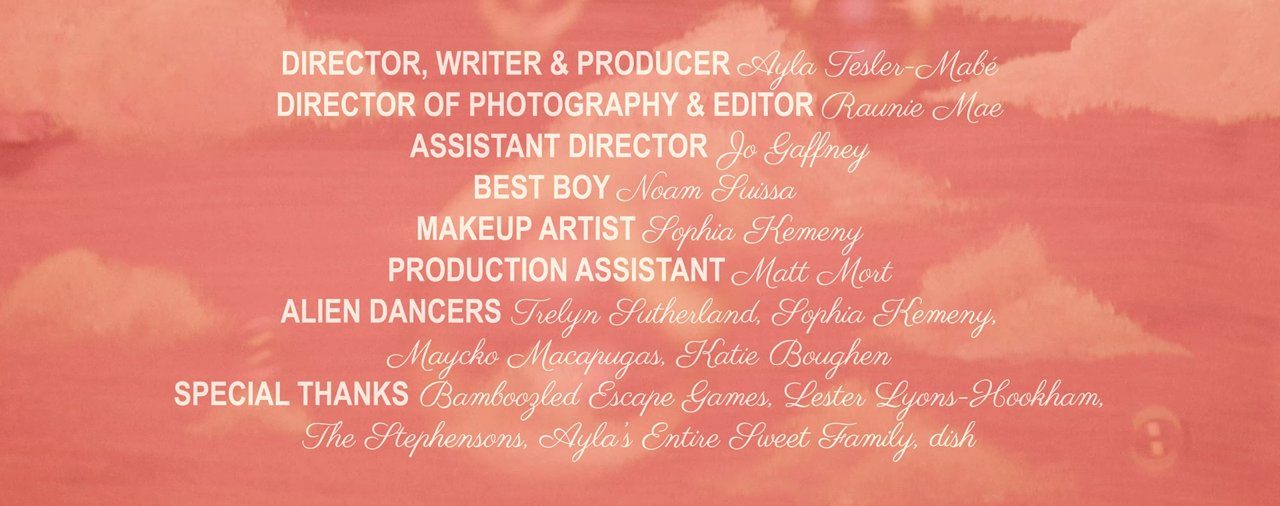 DIRECTOR, WRITER & PRODUCER Ayla Tesler-Mabé
DIRECTOR OF PHOTOGRAPHY & EDITOR Raunie Mae
ASSISTANT DIRECTOR Jo Gaffney
BEST BOY Noam Suissa
MAKEUP ARTIST Sophia Kemeny
PRODUCTION ASSISTANT Matt Mort
ALIEN DANCERS Trelyn Sutherland, Sophia Kemeny,
Maycko Macapugas, Katie Boughen
SPECIAL THANKS Bamboozled Escape Games, Lester Lyons-Hookham,
The Stephensons, Ayla's Entire Sweet Family, dish